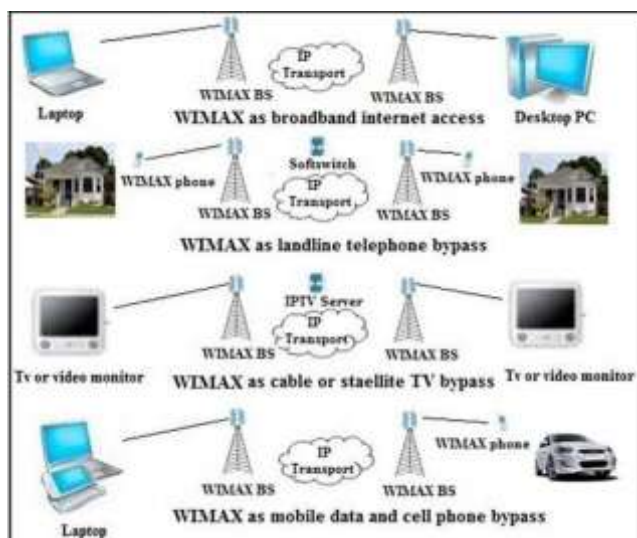 IP
Transport
Laptop
WIMAX BS
WIMAX BS
Desktop PC
WIMAX as broadband internet access
Softswitch
WIMAX phone
IP
Transport
WIMAX phone
WIMAX BS
WIMAX BS
WIMAX as landline telephone bypass
IPTV Server
IP
Transport
WIMAX BS
WIMAX BS
Tv or video monitor
WIMAX as cable or staellite TV bypass
Tv or video monitor
IP
Transport
WIMAX phone
WIMAX BS
WIMAX BS
Laptop
WIMAX as mobile data and cell phone bypass